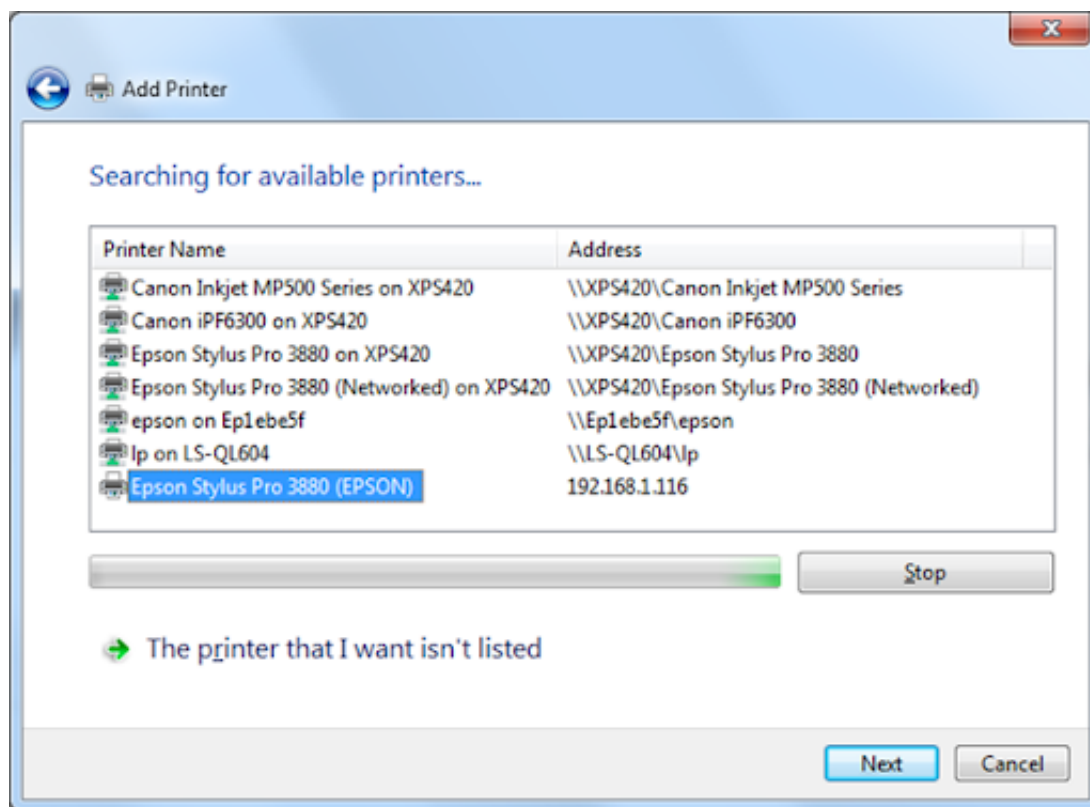 Add Printer
Searching for available printers...
Printer Name Address
Canon Inkjet MP500 Series on XPS420 \\XPS420\Canon Inkjet MP500 Series
Canon iPF6300 on XPS420 \\XPS420\Canon iPF6300
Epson Stylus Pro 3880 on XPS420 \\XPS420\Epson Stylus Pro 3880
Epson Stylus Pro 3880 (Networked) on XPS420 \\XPS420\Epson Stylus Pro 3880 (Networked)
epson on Ep1ebe5f \\Ep1ebe5f\epson
lp on LS-QL604 \\LS-QL604\lp
Epson Stylus Pro 3880 (EPSON) 192.168.1.116
Stop
The printer that I want isn't listed
Next Cancel